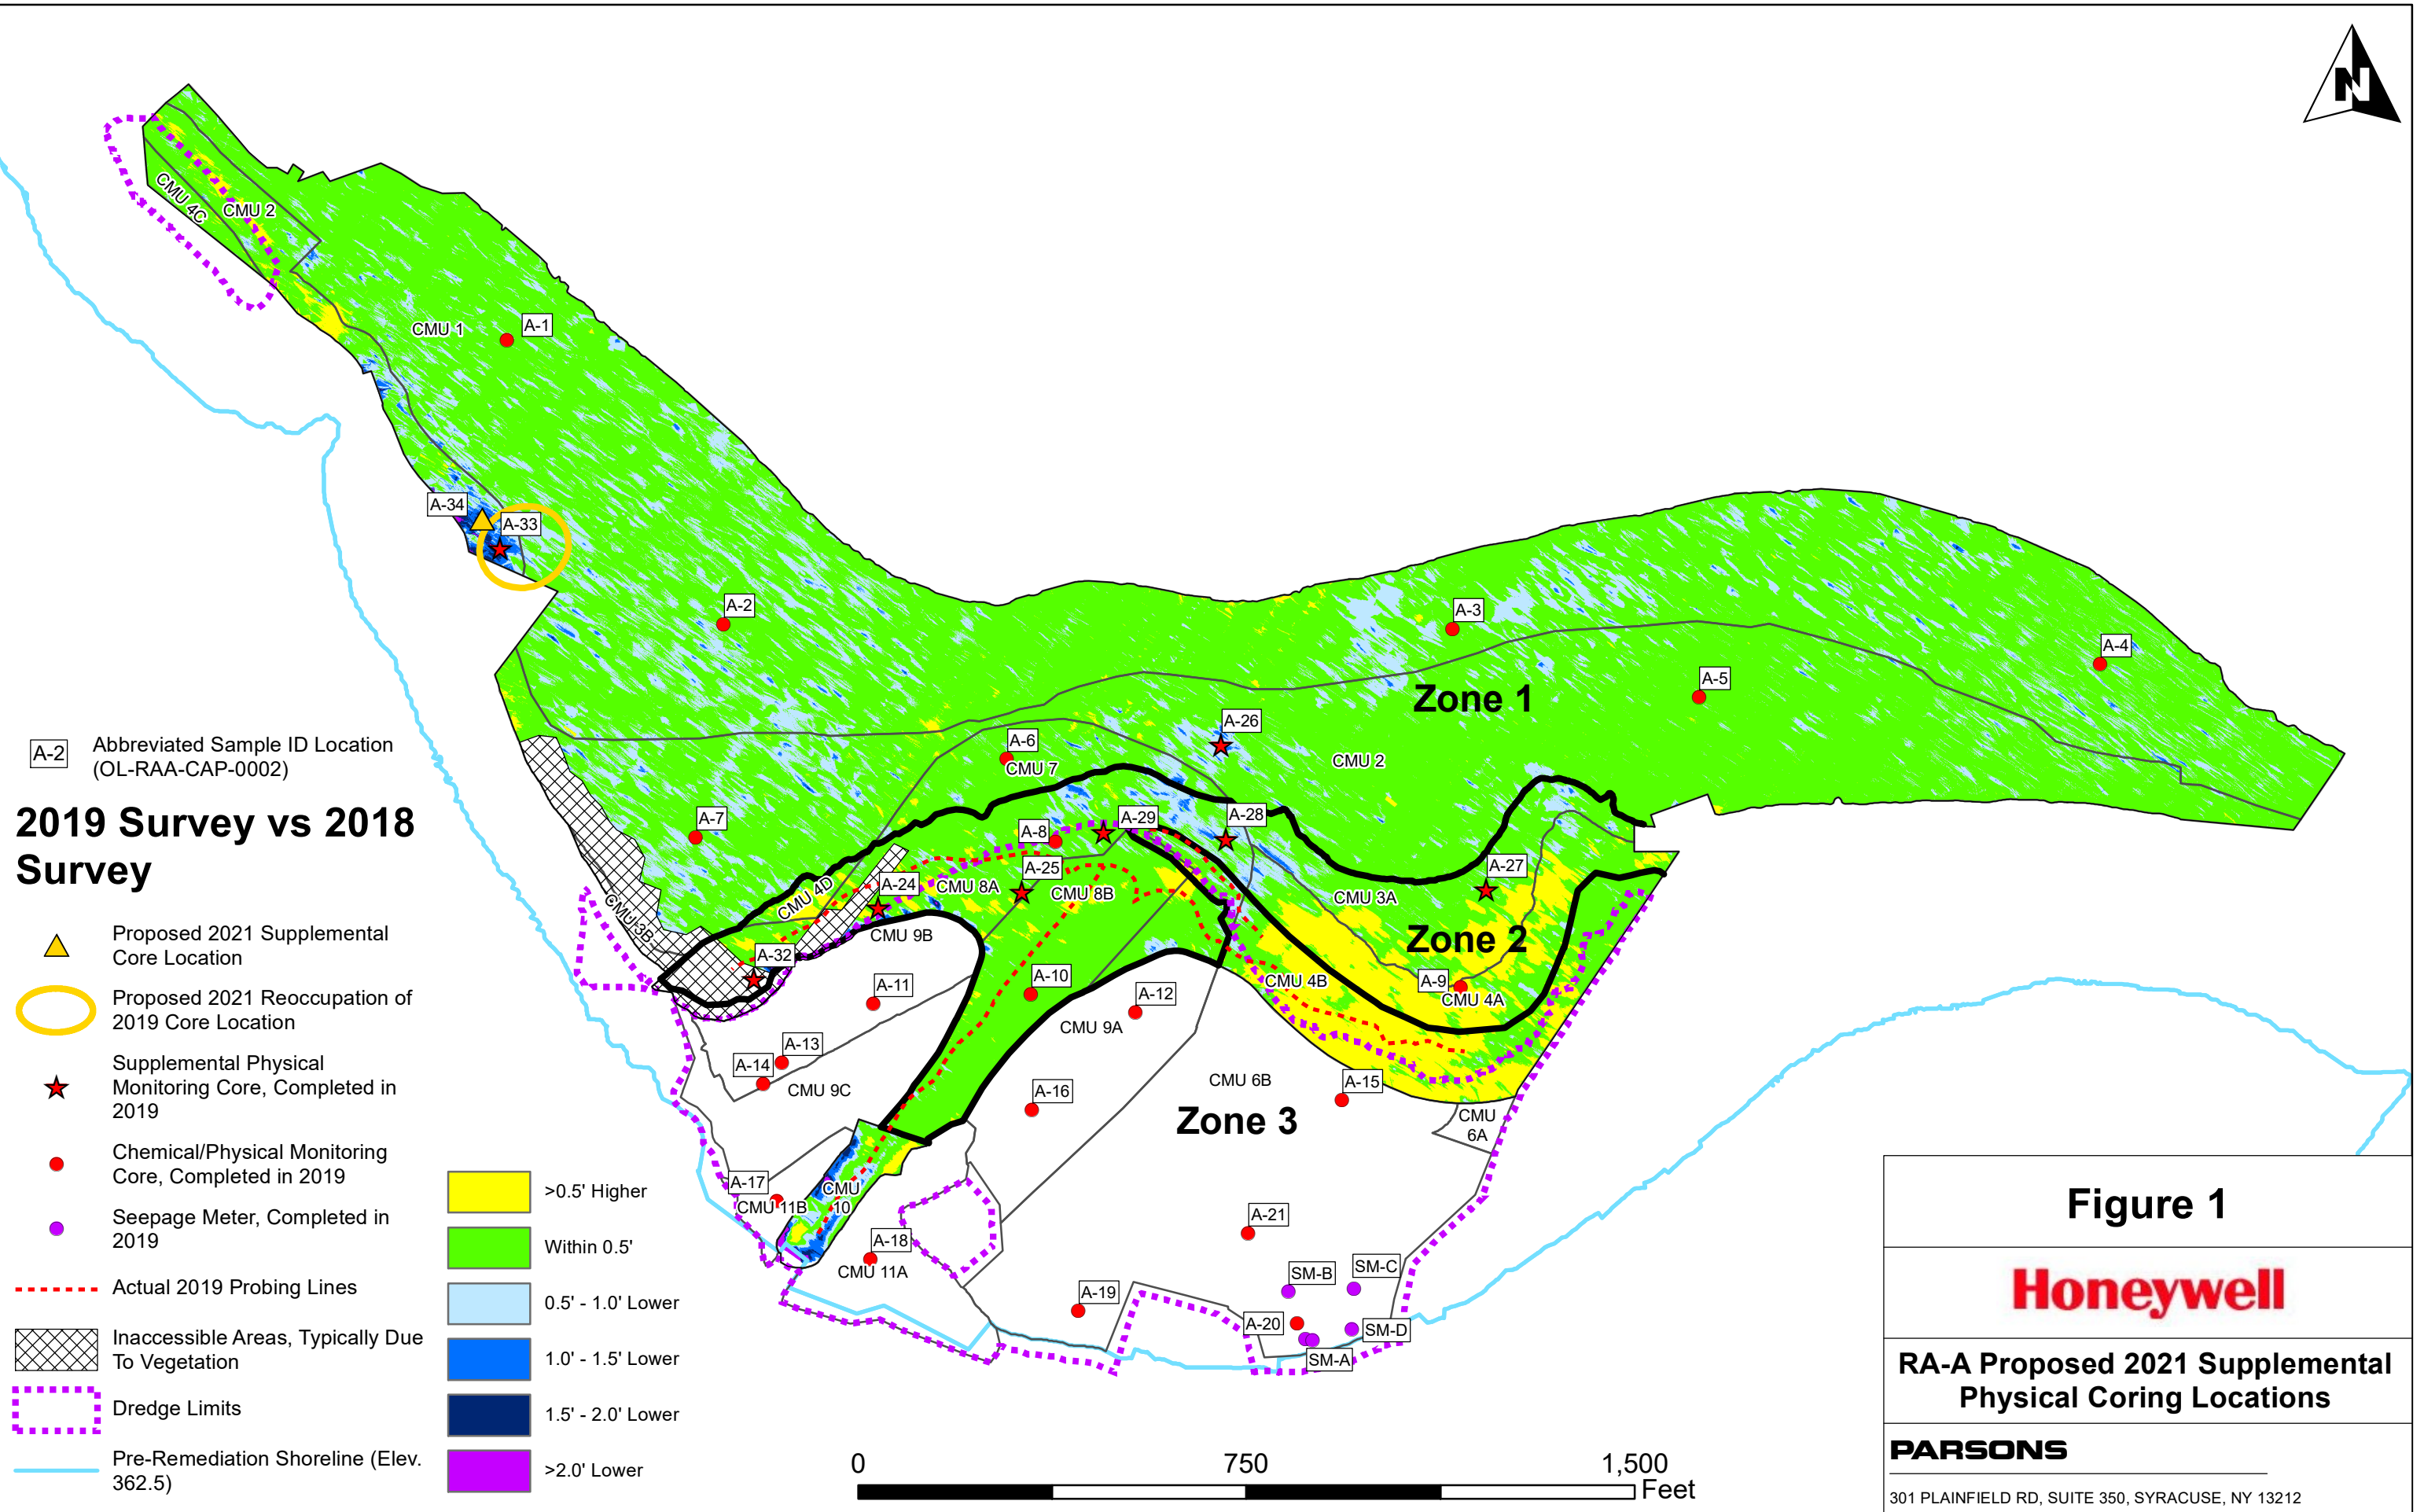 N
CMU 4C
CMU 2
CMU 1
A-1
A-34
A-33
A-2
A-3
A-4
A-5
Zone 1
A-26
A-6
CMU 7
CMU 2
A-7
A-8
A-29
A-28
A-25
A-27
CMU 4D
A-24
CMU 8A
CMU 8B
CMU 3A
CMU 3B
CMU 9B
Zone 2
A-32
A-11
A-10
A-12
CMU 4B
A-9
CMU 4A
CMU 9A
A-13
A-14
CMU 9C
A-16
CMU 6B
A-15
Zone 3
CMU
6A
A-17
CMU 11B
CMU
10
A-18
CMU 11A
A-21
SM-B
SM-C
A-19
A-20
SM-D
SM-A
A-2
Abbreviated Sample ID Location
(OL-RAA-CAP-0002)
2019 Survey vs 2018
Survey
Proposed 2021 Supplemental
Core Location
Proposed 2021 Reoccupation of
2019 Core Location
Supplemental Physical
Monitoring Core, Completed in
2019
Chemical/Physical Monitoring
Core, Completed in 2019
Seepage Meter, Completed in
2019
Actual 2019 Probing Lines
Inaccessible Areas, Typically Due
To Vegetation
Dredge Limits
Pre-Remediation Shoreline (Elev.
362.5)
>0.5' Higher
Within 0.5'
0.5' - 1.0' Lower
1.0' - 1.5' Lower
1.5' - 2.0' Lower
>2.0' Lower
0 750 1,500
Feet
Figure 1
Honeywell
RA-A Proposed 2021 Supplemental
Physical Coring Locations
PARSONS
301 PLAINFIELD RD, SUITE 350, SYRACUSE, NY 13212